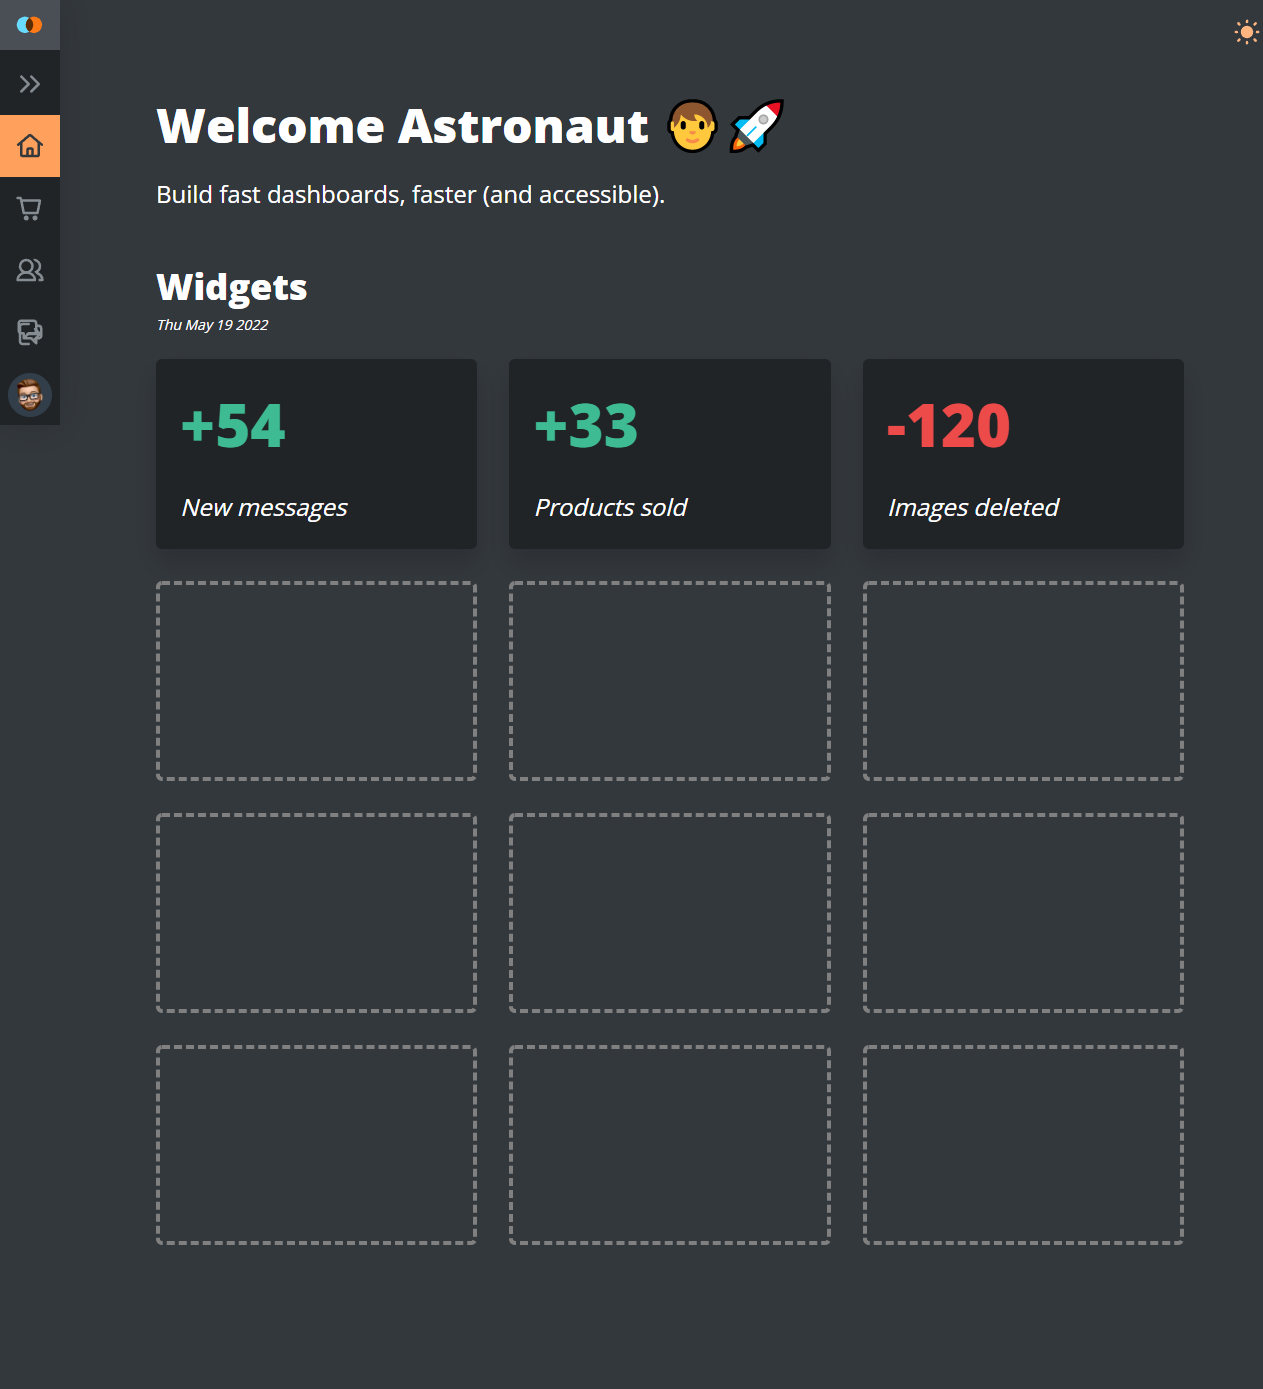 Welcome Astronaut 👨🚀
Build fast dashboards, faster (and accessible).
Widgets
Thu May 19 2022
+54
New messages
+33
Products sold
-120
Images deleted